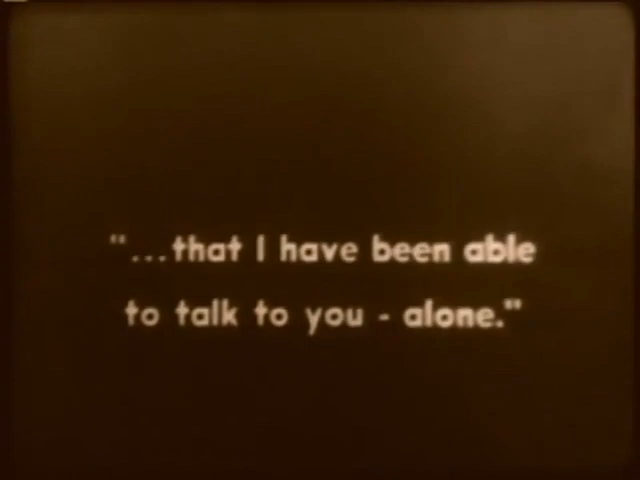 "...that I have been able
to talk to you - alone."